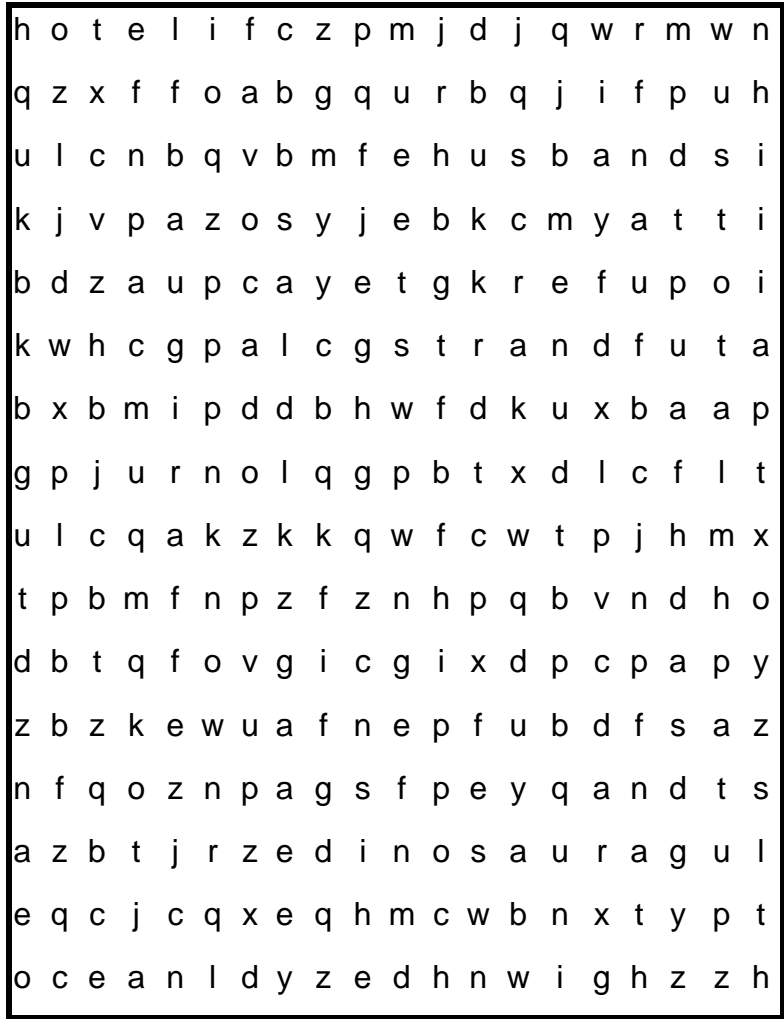 h o t e l i f c z p m j d j q w r m w n
q z x f f o a b g q u r b q j i f p u h
u l c n b q v b m f e h u s b a n d s i
k j v p a z o s y j e b k c m y a t t i
b d z a u p c a y e t g k r e f u p o i
k w h c g p a l c g s t r a n d f u t a
b x b m i p d d b h w f d k u x b a a p
g p j u r n o l q g p b t x d l c f l t
u l c q a k z k k q w f c w t p j h m x
t p b m f n p z f z n h p q b v n d h o
d b t q f o v g i c g i x d p c p a p y
z b z k e w u a f n e p f u b d f s a z
n f q o z n p a g s f p e y q a n d t s
a z b t j r z e d i n o s a u r a g u l
e q c j c q x e q h m c w b n x t y p t
o c e a n l d y z e d h n w i g h z z h